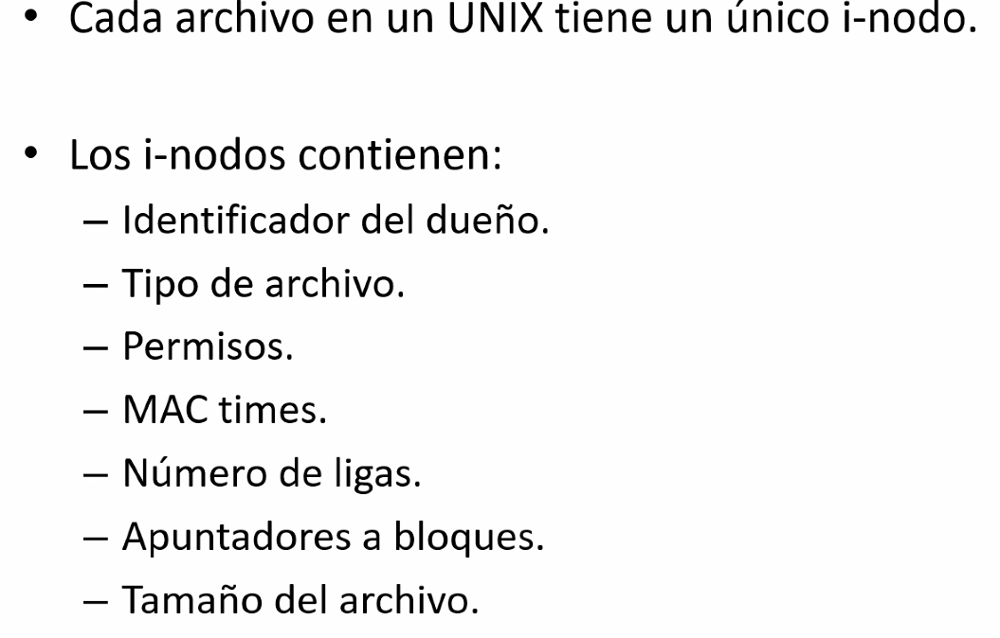 • Cada archivo en un UNIX tiene un único i-nodo.
• Los i-nodos contienen:
– Identificador del dueño.
– Tipo de archivo.
– Permisos.
– MAC times.
– Número de ligas.
– Apuntadores a bloques.
– Tamaño del archivo.